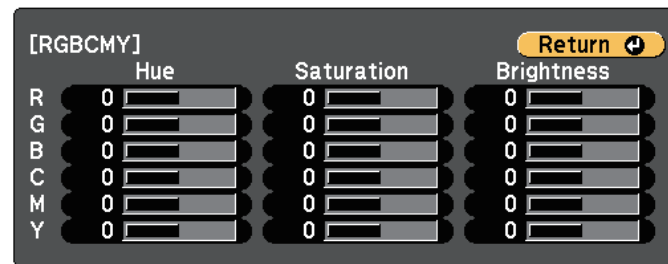 [RGBCMY] Return
Hue Saturation Brightness
R 0 0 0
G 0 0 0
B 0 0 0
C 0 0 0
M 0 0 0
Y 0 0 0